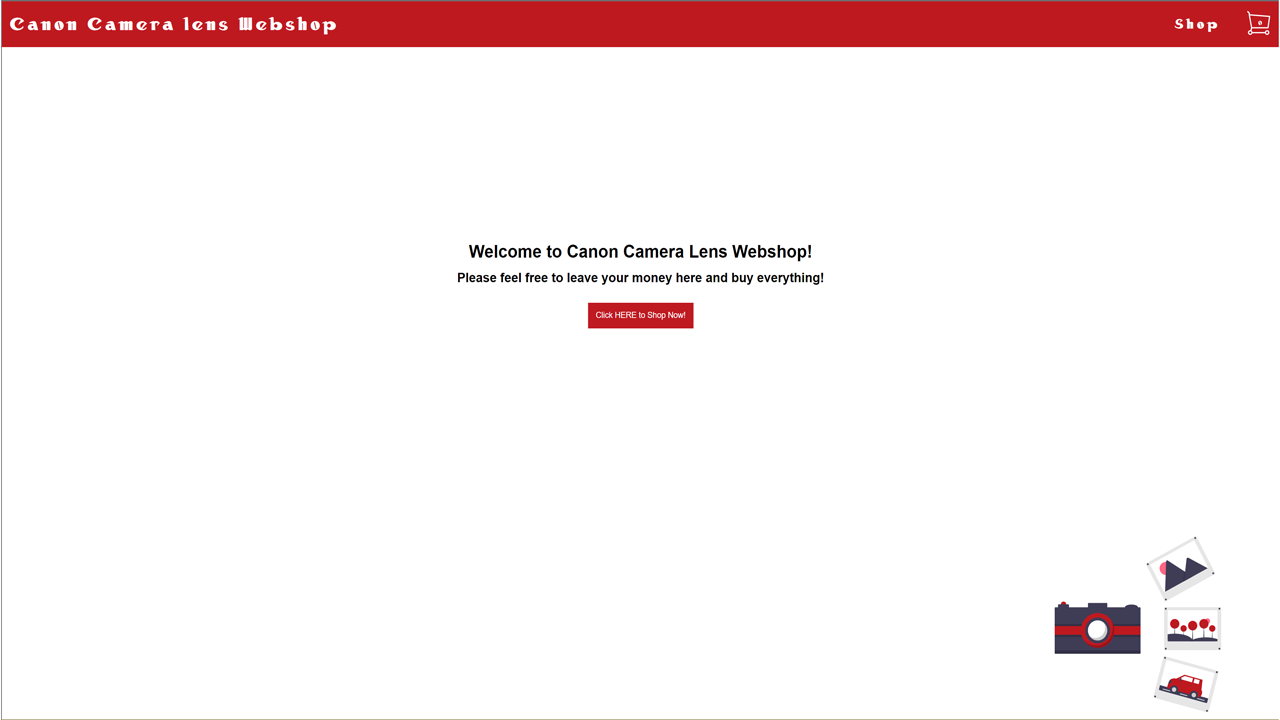 Canon Camera lens Webshop
Shop
0
Welcome to Canon Camera Lens Webshop!
Please feel free to leave your money here and buy everything!
Click HERE to Shop Now!